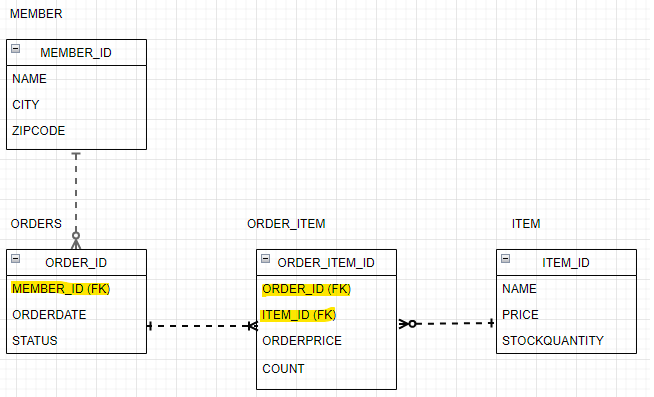 MEMBER
MEMBER_ID
NAME
CITY
ZIPCODE
ORDERS
ORDER_ID
MEMBER_ID (FK)
ORDERDATE
STATUS
ORDER_ITEM
ORDER_ITEM_ID
ORDER_ID (FK)
ITEM_ID (FK)
ORDERPRICE
COUNT
ITEM
ITEM_ID
NAME
PRICE
STOCKQUANTITY